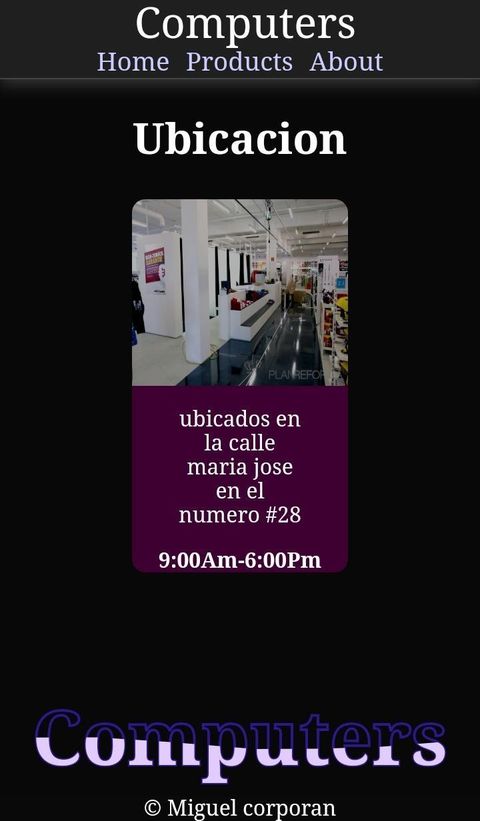 Computers
Home Products About
Ubicacion
PLANREFOR
ubicados en
la calle
maria jose
en el
numero #28
9:00Am-6:00Pm
Computers
© Miguel corporan